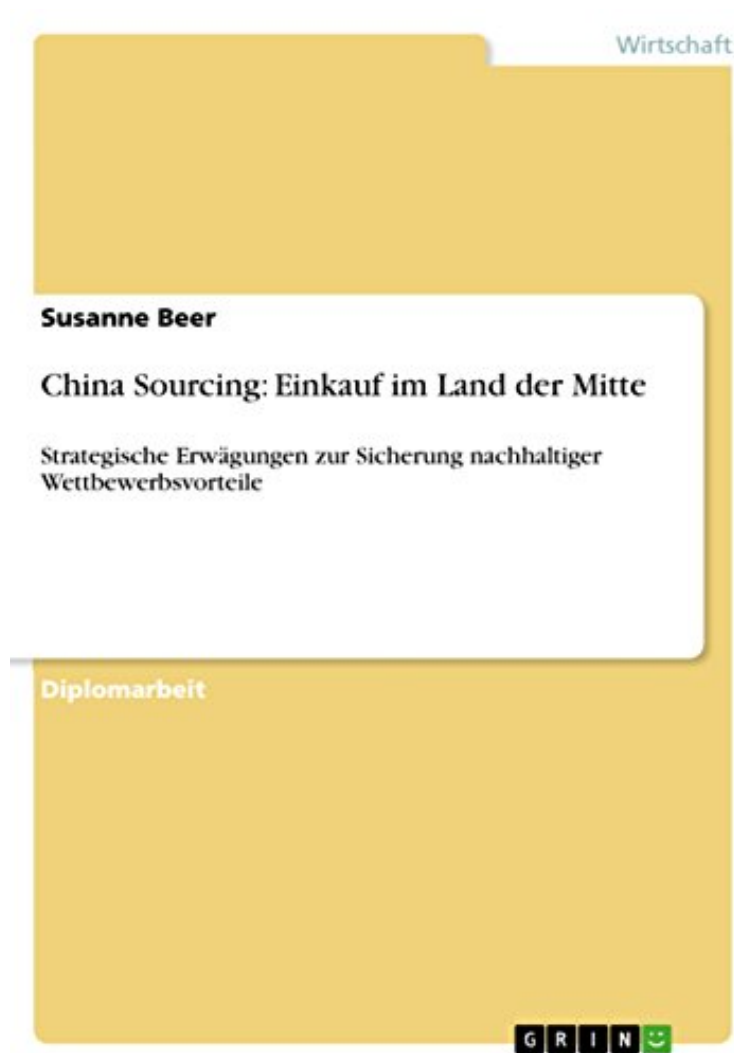 Wirtschaft
Susanne Beer
China Sourcing: Einkauf im Land der Mitte
Strategische Erwägungen zur Sicherung nachhaltiger
Wettbewerbsvorteile
Diplomarbeit
GRIN